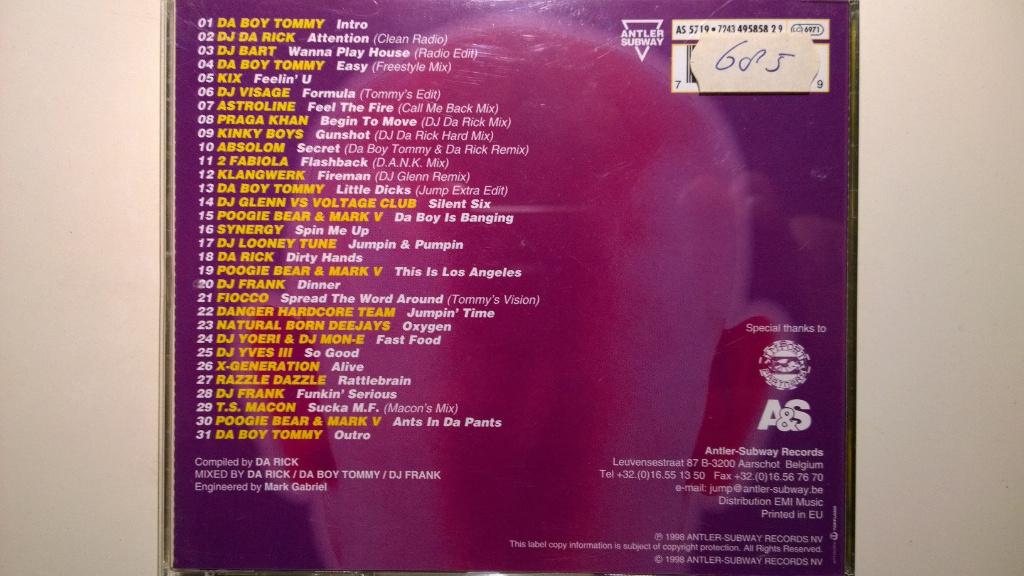 01 DA BOY TOMMY Intro
02 DJ DA RICK Attention (Clean Radio)
03 DJ BART Wanna Play House (Radio Edit)
04 DA BOY TOMMY Easy (Freestyle Mix)
05 KIX Feelin' U
06 DJ VISAGE Formula (Tommy's Edit)
07 ASTROLINE Feel The Fire (Call Me Back Mix)
08 PRAGA KHAN Begin To Move (DJ Da Rick Mix)
09 KINKY BOYS Gunshot (DJ Da Rick Hard Mix)
10 ABSOLOM Secret (Da Boy Tommy & Da Rick Remix)
11 2 FABIOLA Flashback (D.A.N.K. Mix)
12 KLANGWERK Fireman (DJ Glenn Remix)
13 DA BOY TOMMY Little Dicks (Jump Extra Edit)
14 DJ GLENN VS VOLTAGE CLUB Silent Six
15 POOGIE BEAR & MARK V Da Boy Is Banging
16 SYNERGY Spin Me Up
17 DJ LOONEY TUNE Jumpin & Pumpin
18 DA RICK Dirty Hands
19 POOGIE BEAR & MARK V This Is Los Angeles
20 DJ FRANK Dinner
21 FIOCCO Spread The Word Around (Tommy's Vision)
22 DANGER HARDCORE TEAM Jumpin' Time
23 NATURAL BORN DEEJAYS Oxygen
24 DJ YOERI & DJ MON-E Fast Food
25 DJ YVES III So Good
26 X-GENERATION Alive
27 RAZZLE DAZZLE Rattlebrain
28 DJ FRANK Funkin' Serious
29 T.S. MACON Sucka M.F. (Macon's Mix)
30 POOGIE BEAR & MARK V Ants In Da Pants
31 DA BOY TOMMY Outro
Compiled by DA RICK
MIXED BY DA RICK / DA BOY TOMMY / DJ FRANK
Engineered by Mark Gabriel
ANTLER
SUBWAY
AS 5719 • 7243 495858 2 9 LC 6971
685
7 9
Special thanks to
A&S
Antler-Subway Records
Leuvensestraat 87 B-3200 Aarschot Belgium
Tel +32.(0)16.55 13 50 Fax +32.(0)16.56 76 70
e-mail: jump@antler-subway.be
Distribution EMI Music
Printed in EU
℗ 1998 ANTLER-SUBWAY RECORDS NV
This label copy information is subject of copyright protection. All Rights Reserved.
© 1998 ANTLER-SUBWAY RECORDS NV